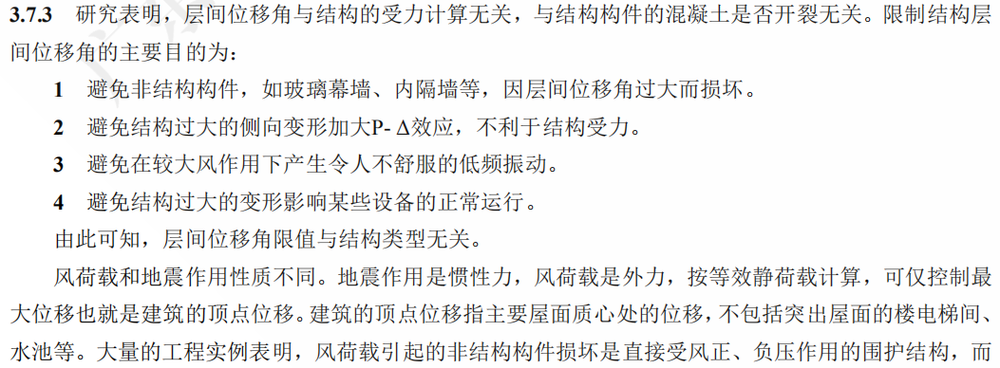 3.7.3 研究表明，层间位移角与结构的受力计算无关，与结构构件的混凝土是否开裂无关。限制结构层
间位移角的主要目的为：
1 避免非结构构件，如玻璃幕墙、内隔墙等，因层间位移角过大而损坏。
2 避免结构过大的侧向变形加大P- Δ效应，不利于结构受力。
3 避免在较大风作用下产生令人不舒服的低频振动。
4 避免结构过大的变形影响某些设备的正常运行。
由此可知，层间位移角限值与结构类型无关。
风荷载和地震作用性质不同。地震作用是惯性力，风荷载是外力，按等效静荷载计算，可仅控制最
大位移也就是建筑的顶点位移。建筑的顶点位移指主要屋面质心处的位移，不包括突出屋面的楼电梯间、
水池等。大量的工程实例表明，风荷载引起的非结构构件损坏是直接受风正、负压作用的围护结构，而